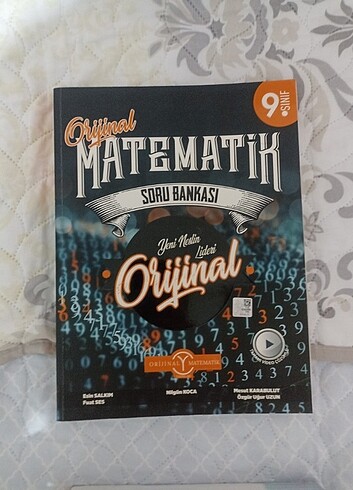 9. SINIF
Orijinal
MATEMATİK
SORU BANKASI
Yeni Neslin
Lideri
Orijinal
ORİJİNAL MATEMATİK
Esin SALKIM
Fuat SES
Nilgün KOCA
Mesut KARABULUT
Özgür Uğur UZUN